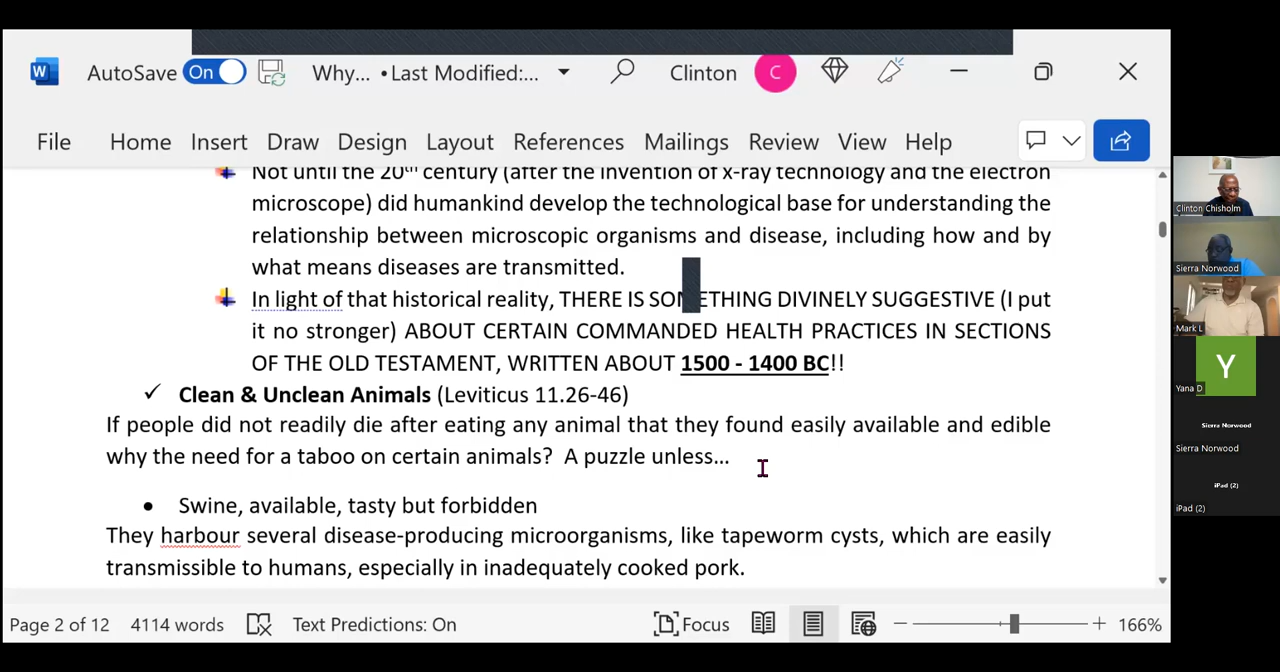 W AutoSave On Why... • Last Modified:... Clinton C
File Home Insert Draw Design Layout References Mailings Review View Help
Not until the 20th century (after the invention of x-ray technology and the electron
microscope) did humankind develop the technological base for understanding the
relationship between microscopic organisms and disease, including how and by
what means diseases are transmitted.
In light of that historical reality, THERE IS SOMETHING DIVINELY SUGGESTIVE (I put
it no stronger) ABOUT CERTAIN COMMANDED HEALTH PRACTICES IN SECTIONS
OF THE OLD TESTAMENT, WRITTEN ABOUT 1500 - 1400 BC!!
✓ Clean & Unclean Animals (Leviticus 11.26-46)
If people did not readily die after eating any animal that they found easily available and edible
why the need for a taboo on certain animals? A puzzle unless...
• Swine, available, tasty but forbidden
They harbour several disease-producing microorganisms, like tapeworm cysts, which are easily
transmissible to humans, especially in inadequately cooked pork.
Page 2 of 12 4114 words Text Predictions: On Focus 166%
Clinton Chisholm
Sierra Norwood
Mark L
Y
Yana D
Sierra Norwood
Sierra Norwood
iPad (2)
iPad (2)